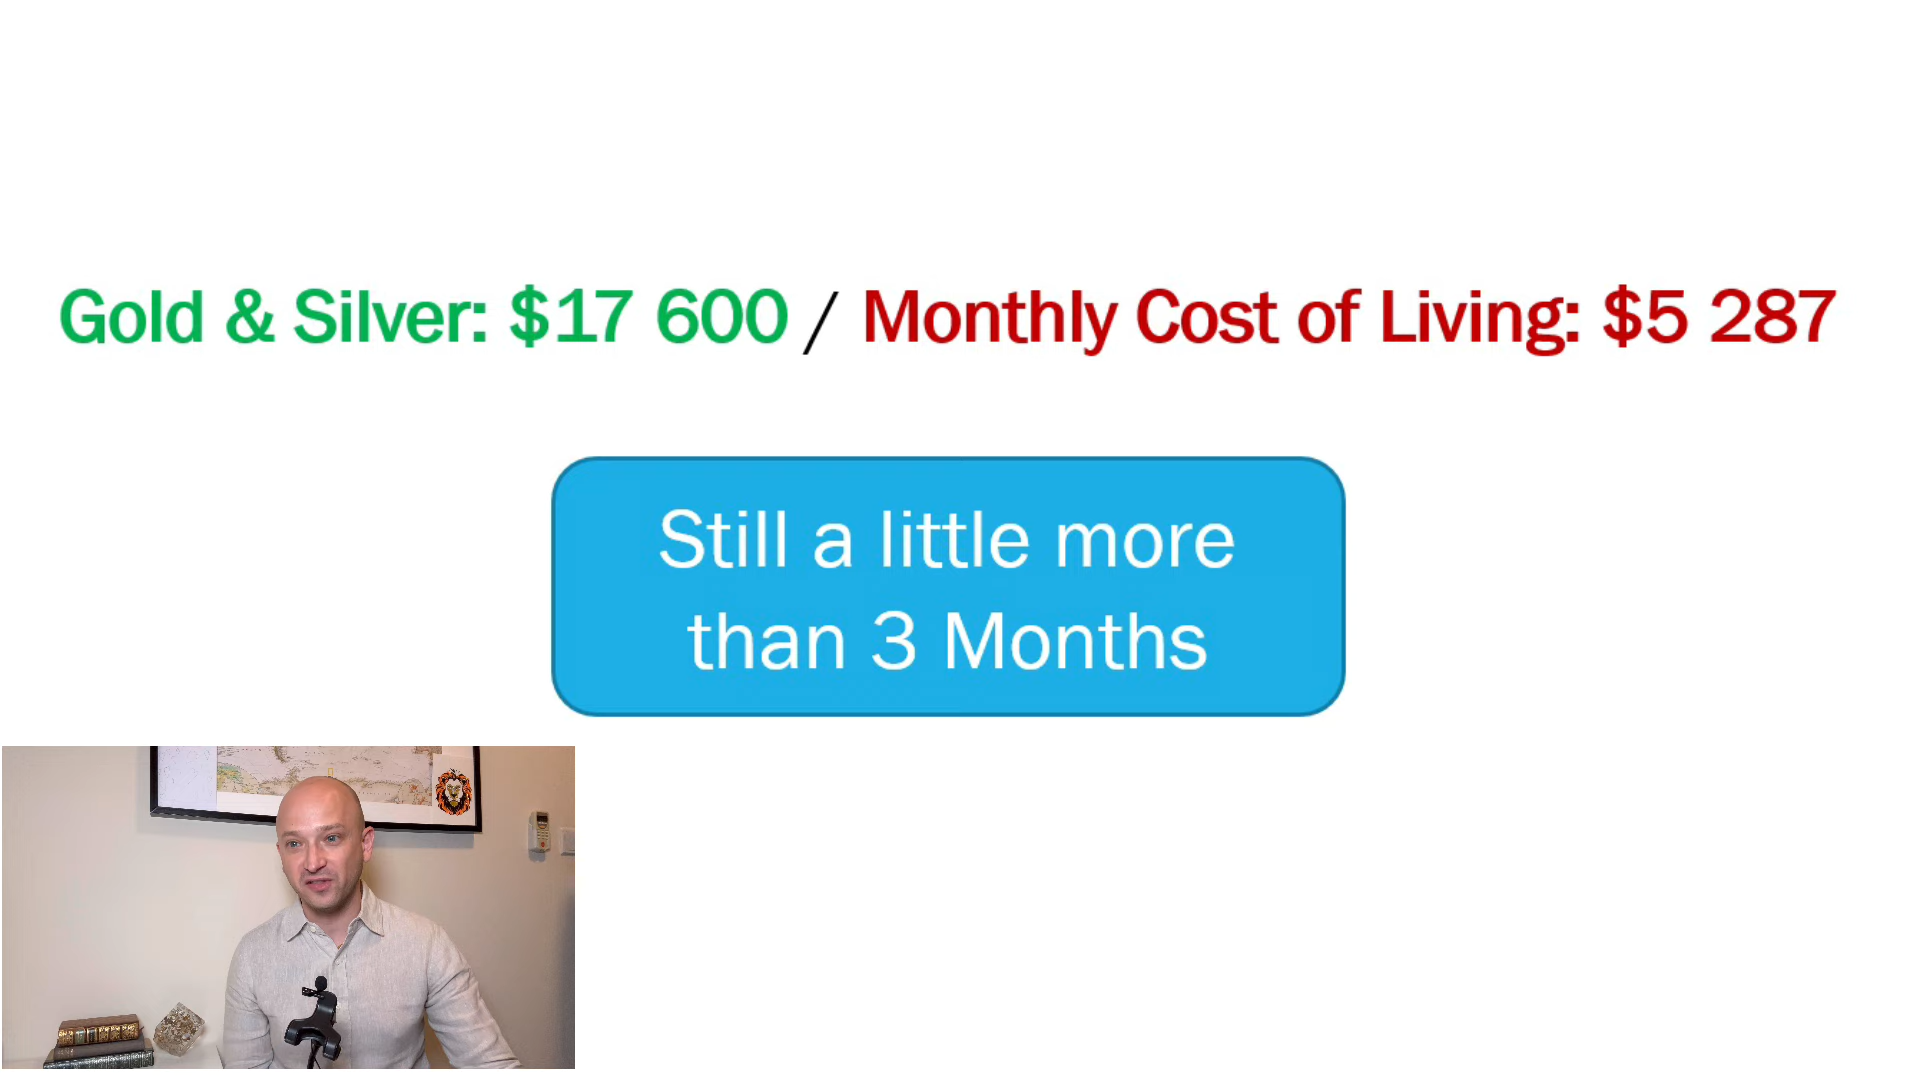 Gold & Silver: $17 600 / Monthly Cost of Living: $5 287
Still a little more
than 3 Months